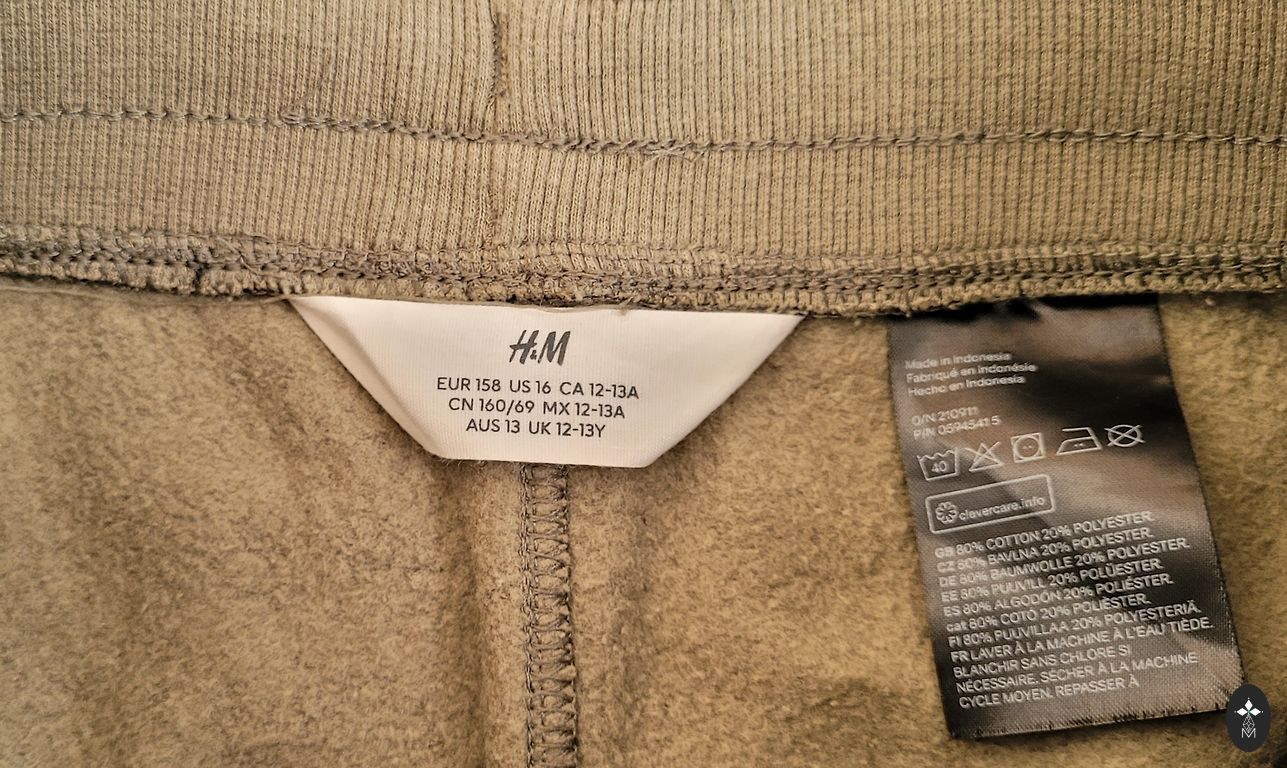 H&M
EUR 158 US 16 CA 12-13A
CN 160/69 MX 12-13A
AUS 13 UK 12-13Y
Made in Indonesia
Fabriqué en Indonésie
Hecho en Indonesia
O/N 210911
P/N 05945415
40
clevercare.info
GB 80% COTTON 20% POLYESTER.
CZ 80% BAVLNA 20% POLYESTER.
DE 80% BAUMWOLLE 20% POLYESTER.
EE 80% PUUVILL 20% POLÜESTER.
ES 80% ALGODÓN 20% POLIÉSTER.
cat 80% COTÓ 20% POLIÈSTER.
FI 80% PUUVILLAA 20% POLYESTERIÄ.
FR LAVER À LA MACHINE À L'EAU TIÈDE.
BLANCHIR SANS CHLORE SI
NÉCESSAIRE. SÉCHER À LA MACHINE
CYCLE MOYEN. REPASSER À
M